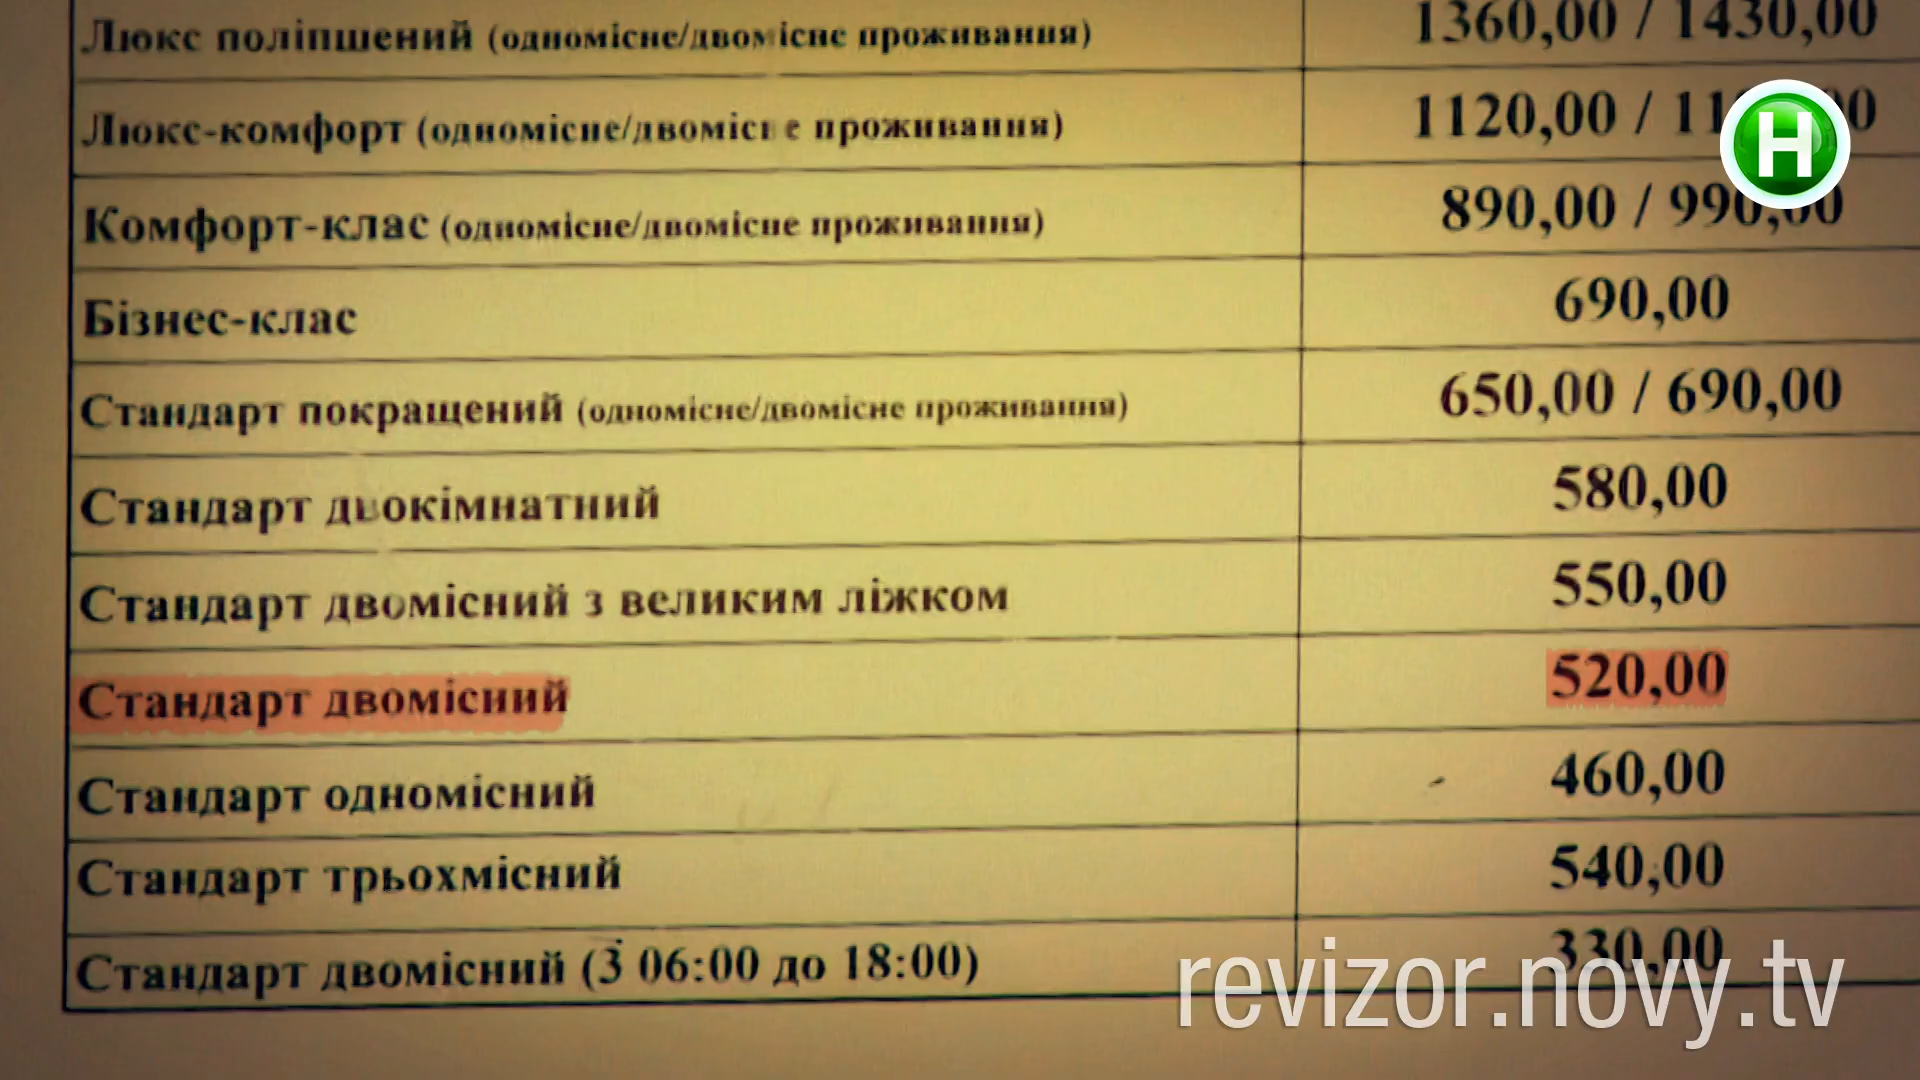 Люкс поліпшений (одномісне/двомісне проживання) 1360,00 / 1430,00
Люкс-комфорт (одномісне/двомісне проживання) 1120,00 /
Н
Комфорт-клас (одномісне/двомісне проживання) 890,00 / 990,00
Бізнес-клас 690,00
Стандарт покращений (одномісне/двомісне проживання) 650,00 / 690,00
Стандарт двокімнатний 580,00
Стандарт двомісний з великим ліжком 550,00
Стандарт двомісний 520,00
Стандарт одномісний 460,00
Стандарт трьохмісний 540,00
Стандарт двомісний (З 06:00 до 18:00) 330,00
revizor.novy.tv